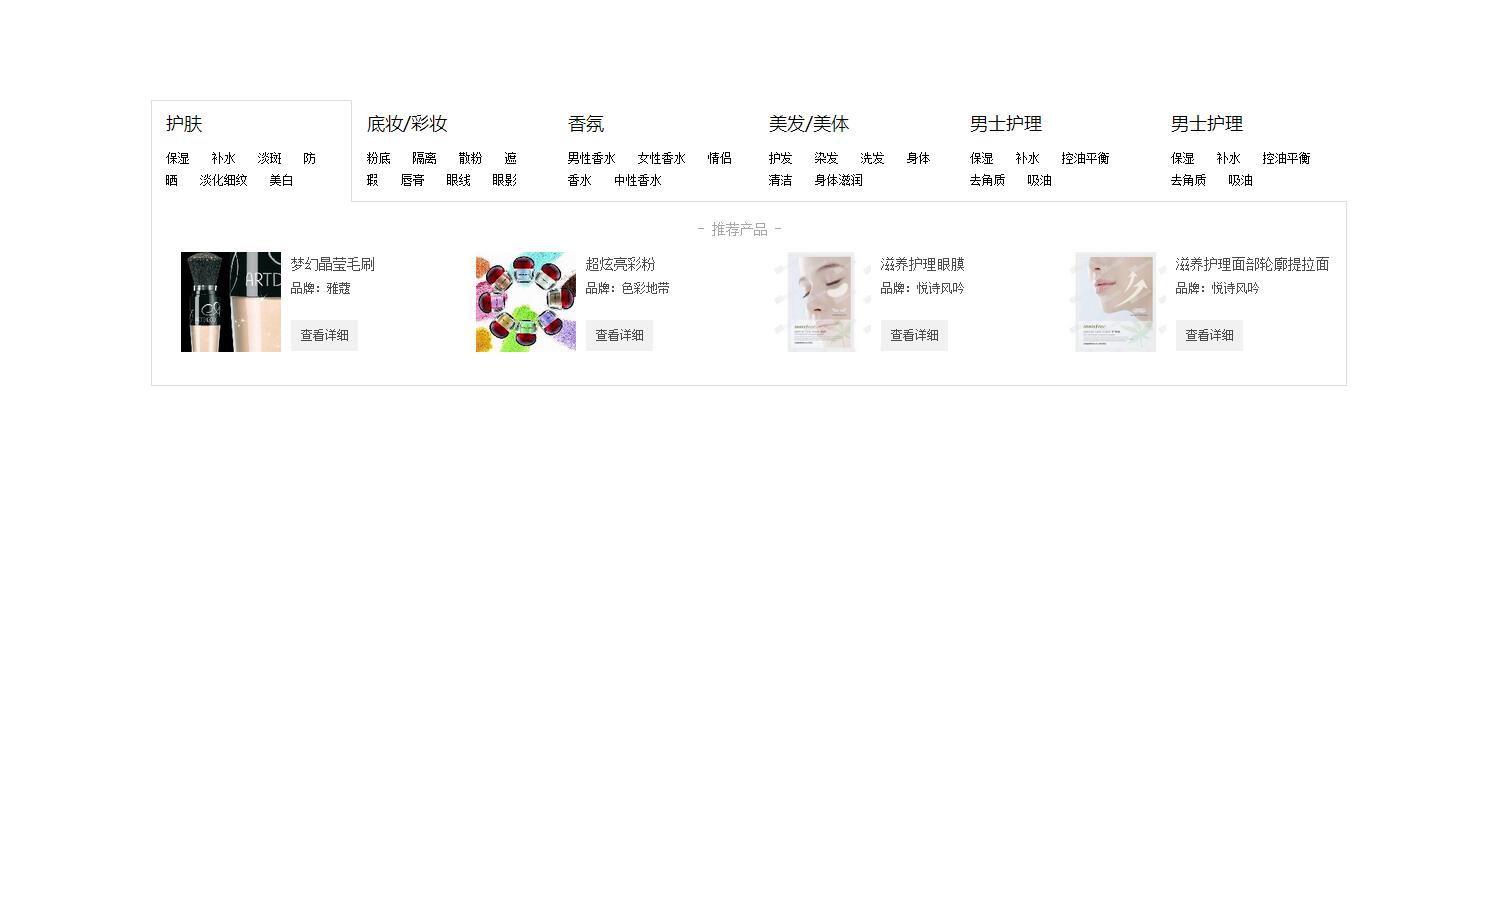 护肤
保湿 补水 淡斑 防
晒 淡化细纹 美白
底妆/彩妆
粉底 隔离 散粉 遮
瑕 唇膏 眼线 眼影
香氛
男性香水 女性香水 情侣
香水 中性香水
美发/美体
护发 染发 洗发 身体
清洁 身体滋润
男士护理
保湿 补水 控油平衡
去角质 吸油
男士护理
保湿 补水 控油平衡
去角质 吸油
- 推荐产品 -
ARTD
梦幻晶莹毛刷
品牌：雅蔻
查看详细
超炫亮彩粉
品牌：色彩地带
查看详细
innisfree
滋养护理眼膜
品牌：悦诗风吟
查看详细
innisfree
滋养护理面部轮廓提拉面
品牌：悦诗风吟
查看详细